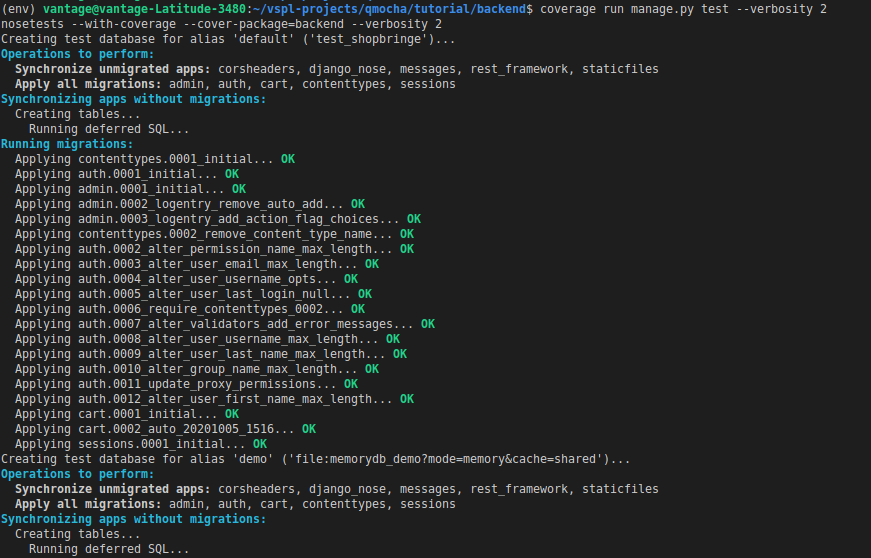 (env) vantage@vantage-Latitude-3480:~/vspl-projects/qmocha/tutorial/backend$ coverage run manage.py test --verbosity 2
nosetests --with-coverage --cover-package=backend --verbosity 2
Creating test database for alias 'default' ('test_shopbringe')...
Operations to perform:
  Synchronize unmigrated apps: corsheaders, django_nose, messages, rest_framework, staticfiles
  Apply all migrations: admin, auth, cart, contenttypes, sessions
Synchronizing apps without migrations:
  Creating tables...
    Running deferred SQL...
Running migrations:
  Applying contenttypes.0001_initial... OK
  Applying auth.0001_initial... OK
  Applying admin.0001_initial... OK
  Applying admin.0002_logentry_remove_auto_add... OK
  Applying admin.0003_logentry_add_action_flag_choices... OK
  Applying contenttypes.0002_remove_content_type_name... OK
  Applying auth.0002_alter_permission_name_max_length... OK
  Applying auth.0003_alter_user_email_max_length... OK
  Applying auth.0004_alter_user_username_opts... OK
  Applying auth.0005_alter_user_last_login_null... OK
  Applying auth.0006_require_contenttypes_0002... OK
  Applying auth.0007_alter_validators_add_error_messages... OK
  Applying auth.0008_alter_user_username_max_length... OK
  Applying auth.0009_alter_user_last_name_max_length... OK
  Applying auth.0010_alter_group_name_max_length... OK
  Applying auth.0011_update_proxy_permissions... OK
  Applying auth.0012_alter_user_first_name_max_length... OK
  Applying cart.0001_initial... OK
  Applying cart.0002_auto_20201005_1516... OK
  Applying sessions.0001_initial... OK
Creating test database for alias 'demo' ('file:memorydb_demo?mode=memory&cache=shared')...
Operations to perform:
  Synchronize unmigrated apps: corsheaders, django_nose, messages, rest_framework, staticfiles
  Apply all migrations: admin, auth, cart, contenttypes, sessions
Synchronizing apps without migrations:
  Creating tables...
    Running deferred SQL...